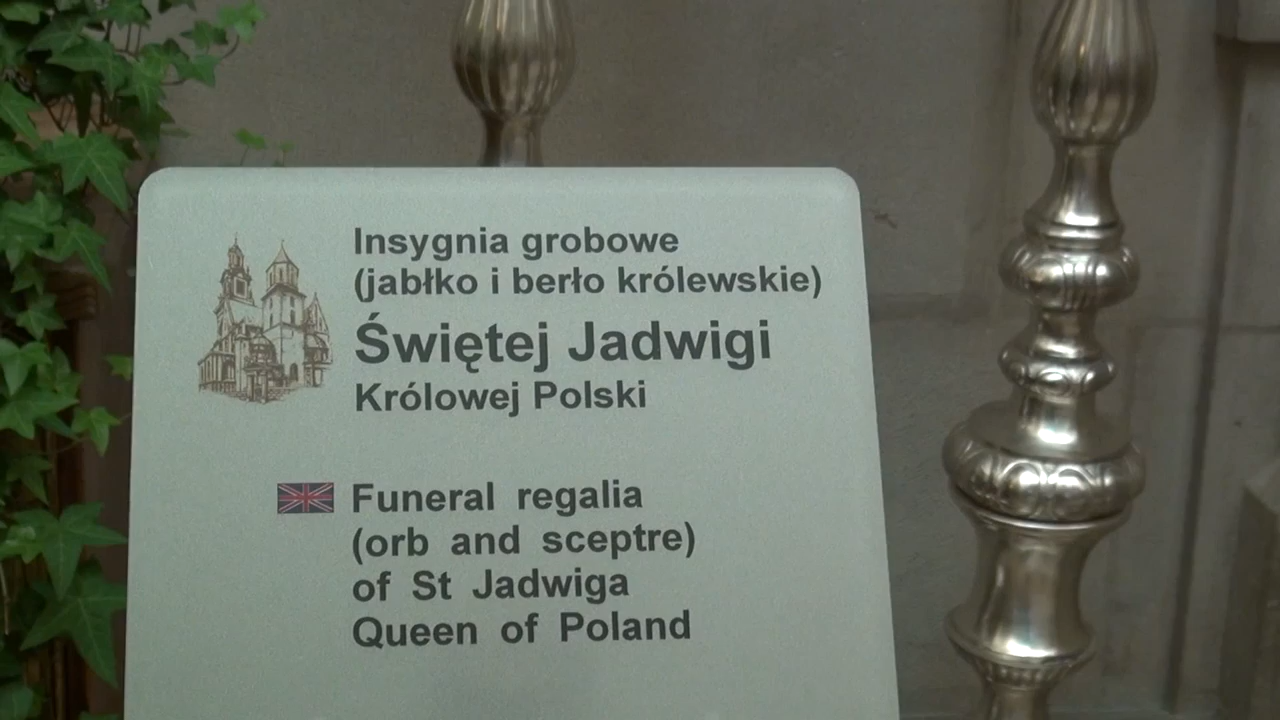 Insygnia grobowe
(jabłko i berło królewskie)
Świętej Jadwigi
Królowej Polski
Funeral regalia
(orb and sceptre)
of St Jadwiga
Queen of Poland